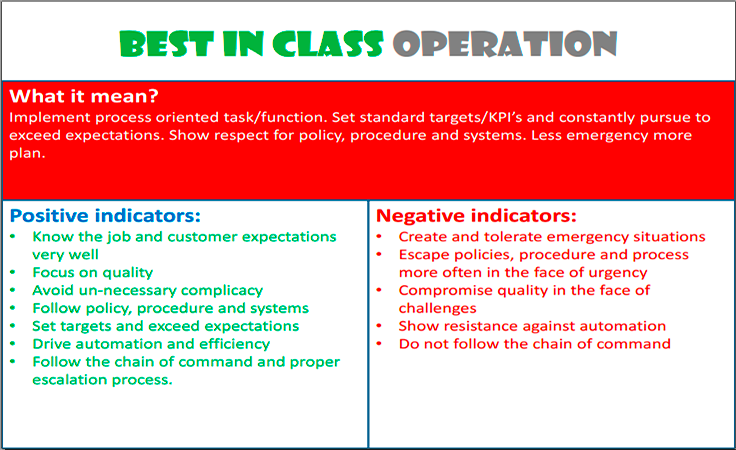 BEST IN CLASS OPERATION
What it mean?
Implement process oriented task/function. Set standard targets/KPI's and constantly pursue to
exceed expectations. Show respect for policy, procedure and systems. Less emergency more
plan.
Positive indicators:
• Know the job and customer expectations
very well
• Focus on quality
• Avoid un-necessary complicacy
• Follow policy, procedure and systems
• Set targets and exceed expectations
• Drive automation and efficiency
• Follow the chain of command and proper
escalation process.
Negative indicators:
• Create and tolerate emergency situations
• Escape policies, procedure and process
more often in the face of urgency
• Compromise quality in the face of
challenges
• Show resistance against automation
• Do not follow the chain of command